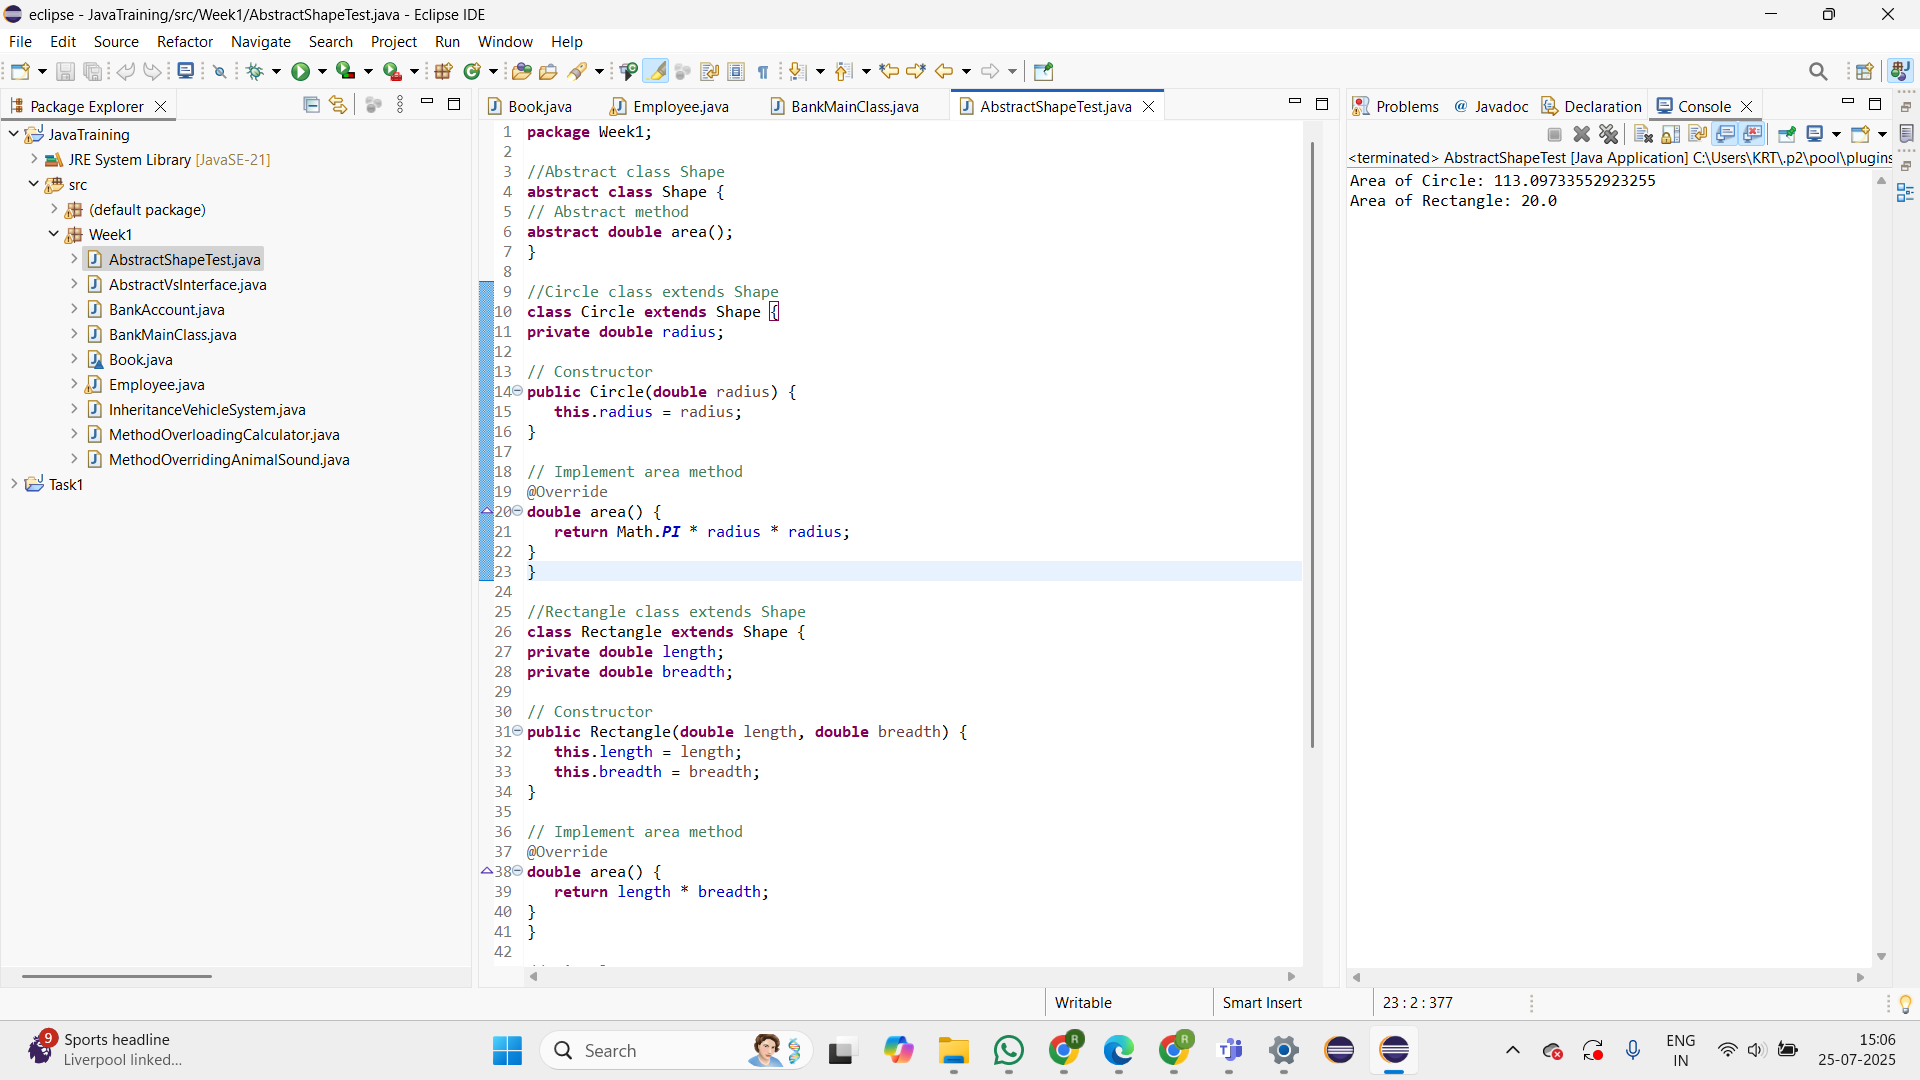 eclipse - JavaTraining/src/Week1/AbstractShapeTest.java - Eclipse IDE
File Edit Source Refactor Navigate Search Project Run Window Help
Package Explorer
JavaTraining
JRE System Library [JavaSE-21]
src
(default package)
Week1
AbstractShapeTest.java
AbstractVsInterface.java
BankAccount.java
BankMainClass.java
Book.java
Employee.java
InheritanceVehicleSystem.java
MethodOverloadingCalculator.java
MethodOverridingAnimalSound.java
Task1
Book.java Employee.java BankMainClass.java AbstractShapeTest.java
1 package Week1;
2
3 //Abstract class Shape
4 abstract class Shape {
5 // Abstract method
6 abstract double area();
7 }
8
9 //Circle class extends Shape
10 class Circle extends Shape {
11 private double radius;
12
13 // Constructor
14 public Circle(double radius) {
15 this.radius = radius;
16 }
17
18 // Implement area method
19 @Override
20 double area() {
21 return Math.PI * radius * radius;
22 }
23 }
24
25 //Rectangle class extends Shape
26 class Rectangle extends Shape {
27 private double length;
28 private double breadth;
29
30 // Constructor
31 public Rectangle(double length, double breadth) {
32 this.length = length;
33 this.breadth = breadth;
34 }
35
36 // Implement area method
37 @Override
38 double area() {
39 return length * breadth;
40 }
41 }
42
Problems @ Javadoc Declaration Console
<terminated> AbstractShapeTest [Java Application] C:\Users\KRT\.p2\pool\plugins
Area of Circle: 113.09733552923255
Area of Rectangle: 20.0
Writable Smart Insert 23 : 2 : 377
9
Sports headline
Liverpool linked...
Search
R
R
ENG
IN
15:06
25-07-2025